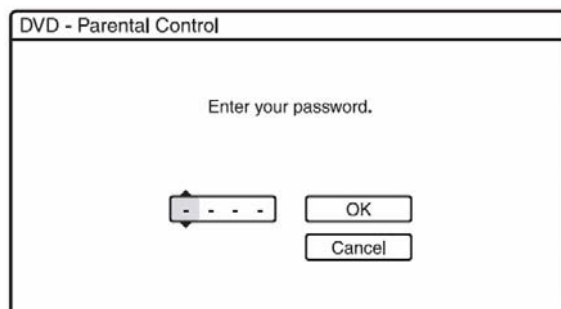 DVD - Parental Control
Enter your password.
- - - - OK
Cancel